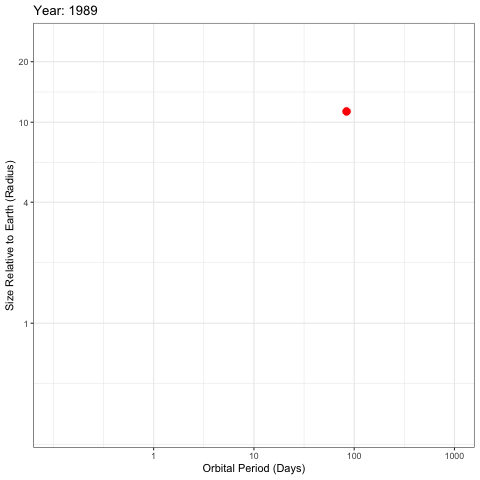 Year: 1989
20
10
4
1
Size Relative to Earth (Radius)
1 10 100 1000
Orbital Period (Days)